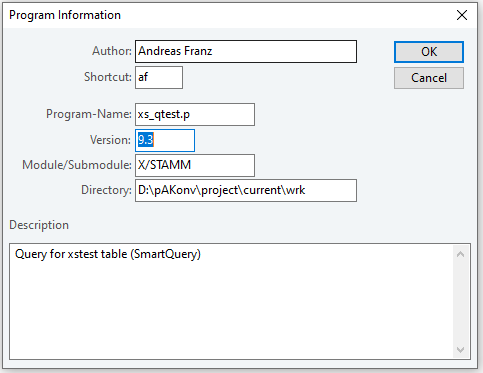 Program Information
Author: Andreas Franz
OK
Shortcut: af
Cancel
Program-Name: xs_qtest.p
Version: 9.3
Module/Submodule: X/STAMM
Directory: D:\pAKonv\project\current\wrk
Description
Query for xstest table (SmartQuery)